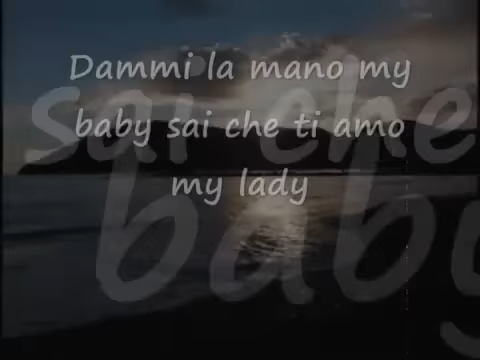 Dammi la mano my
baby sai che ti amo
my lady
sai che
baby